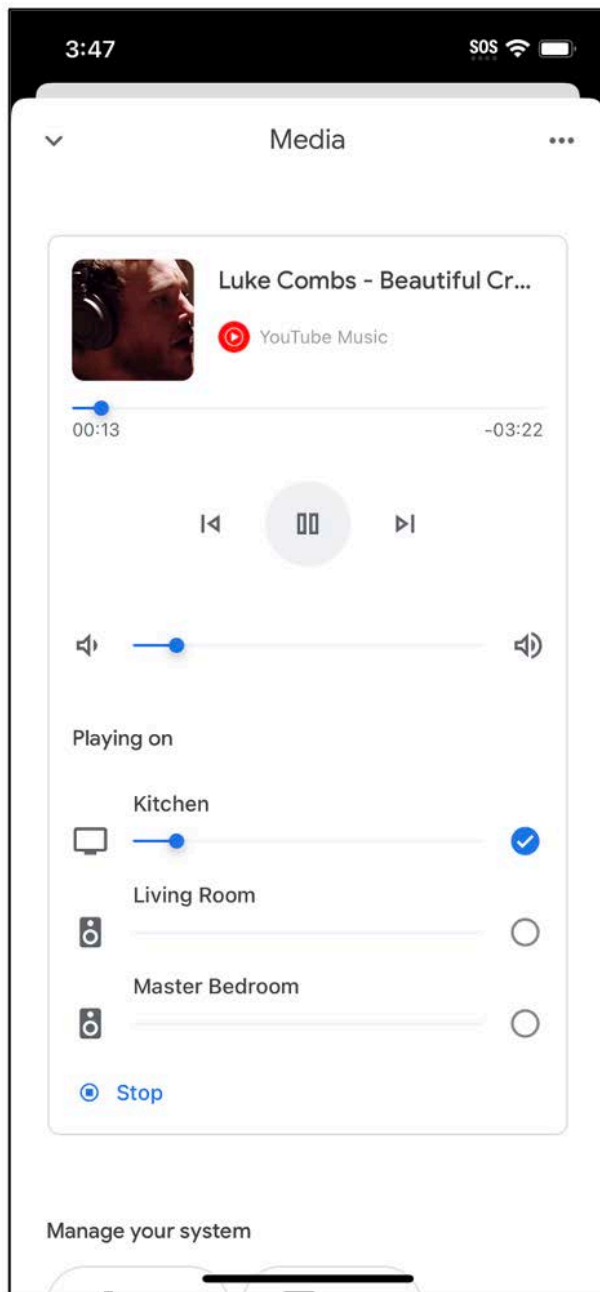 3:47
SOS
Media
Luke Combs - Beautiful Cr...
YouTube Music
00:13
-03:22
Playing on
Kitchen
Living Room
Master Bedroom
Stop
Manage your system